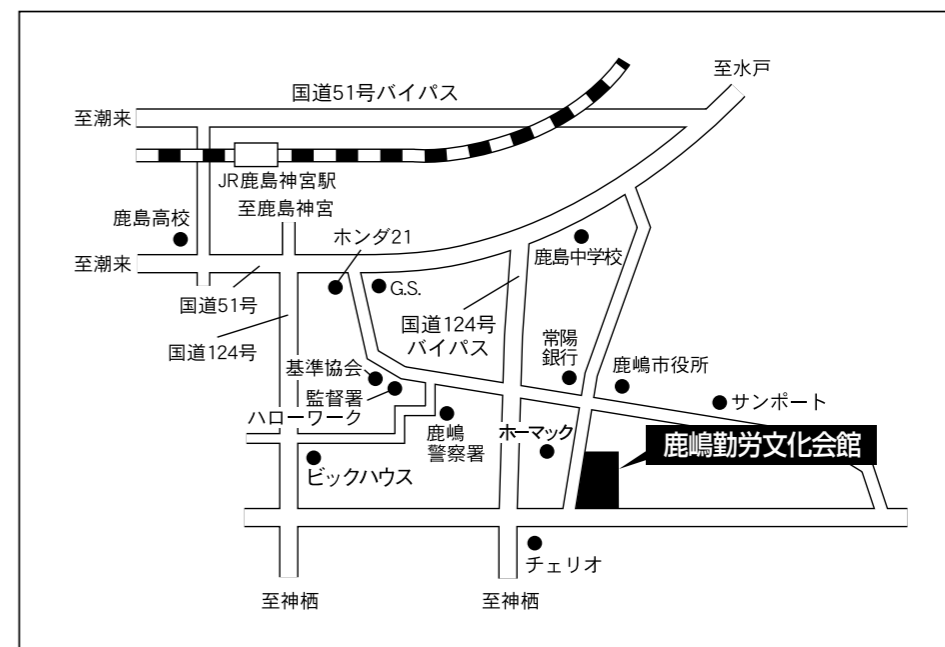 至水戸
国道51号バイパス
至潮来
JR鹿島神宮駅
至鹿島神宮
鹿島高校
ホンダ21
鹿島中学校
至潮来
G.S.
国道51号
国道124号
バイパス
国道124号
常陽
銀行
基準協会
鹿嶋市役所
監督署
サンポート
ハローワーク
鹿嶋
警察署
ホーマック
鹿嶋勤労文化会館
ビックハウス
チェリオ
至神栖
至神栖